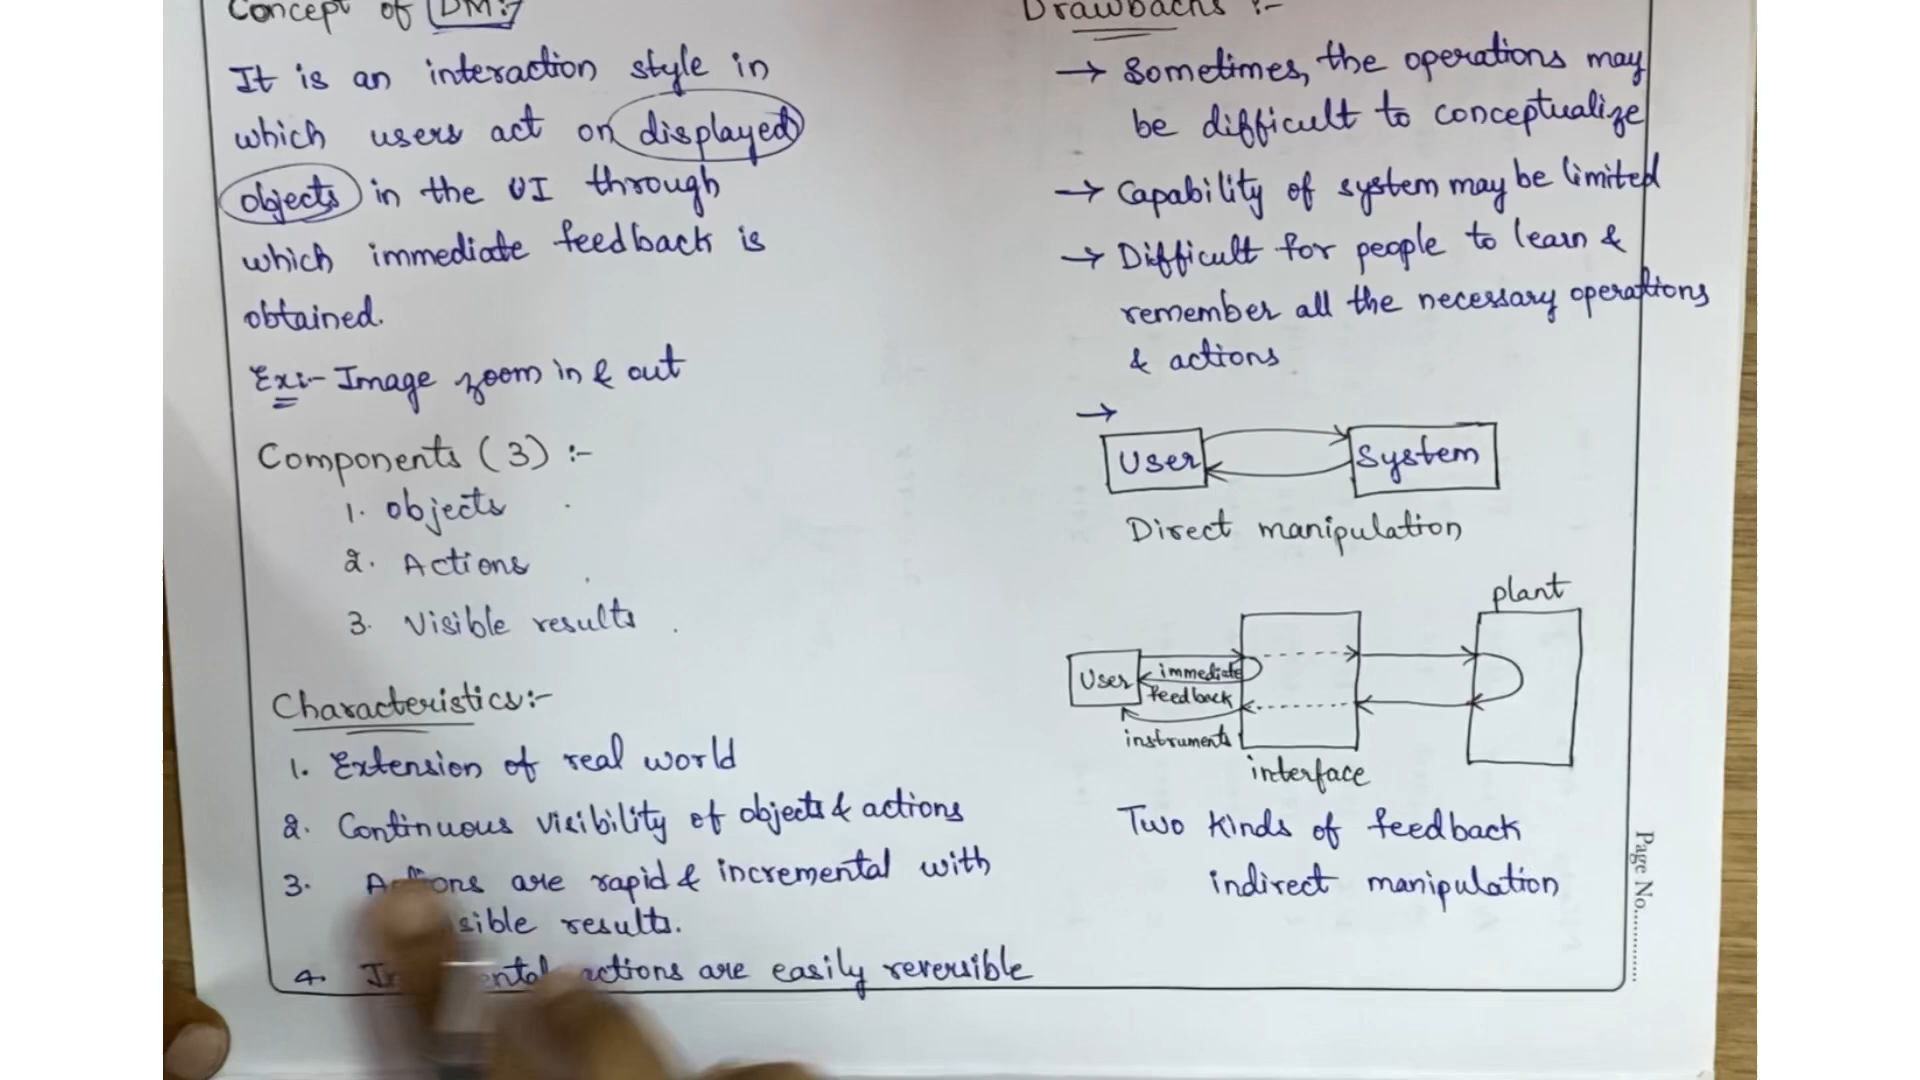 Concept of DM:-
It is an interaction style in
which users act on displayed
objects in the UI through
which immediate feedback is
obtained.
Ex:- Image zoom in & out
Components (3) :-
1. Objects
2. Actions
3. Visible results
Characteristics:-
1. Extension of real world
2. Continuous visibility of objects & actions
3. Actions are rapid & incremental with
results.
4. actions are easily reversible
Drawbacks :-
→ Sometimes, the operations may
be difficult to conceptualize
→ Capability of system may be limited
→ Difficult for people to learn &
remember all the necessary operations
& actions
→
User System
Direct manipulation
plant
User immediate
feedback
instruments
interface
Two kinds of feedback
indirect manipulation
Page No..............